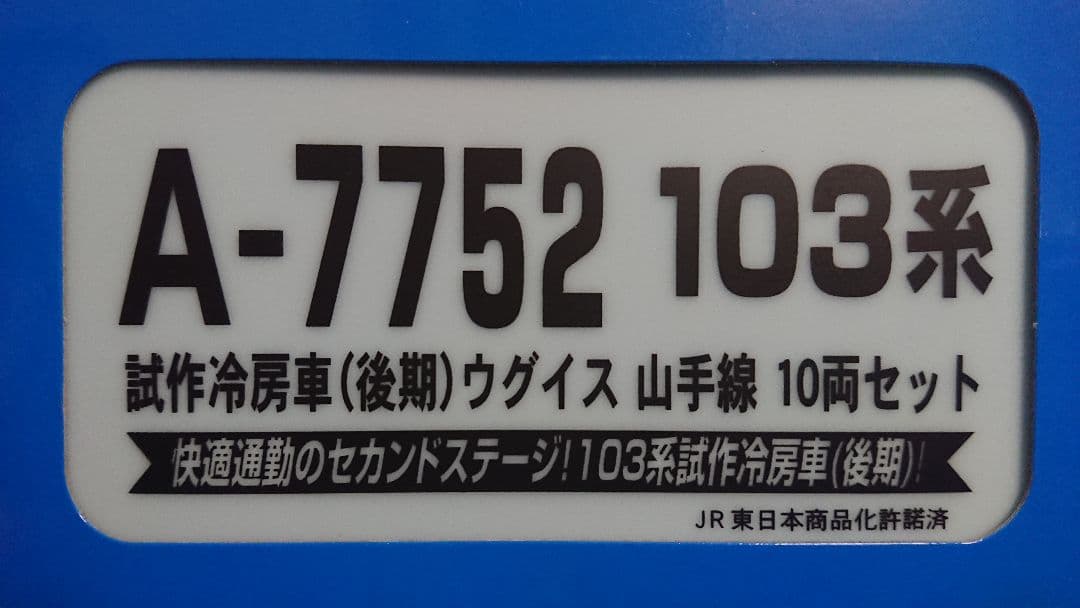 A-7752 103系
試作冷房車(後期)ウグイス 山手線 10両セット
快適通勤のセカンドステージ!103系試作冷房車(後期)!
JR東日本商品化許諾済